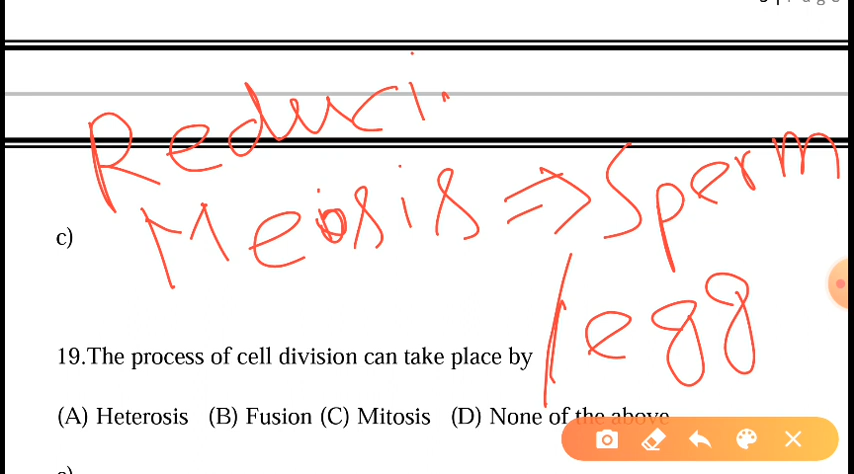 Reduci.
Meiosis ⇒ Sperm
c)
/ egg
19.The process of cell division can take place by
(A) Heterosis (B) Fusion (C) Mitosis (D) None of the above